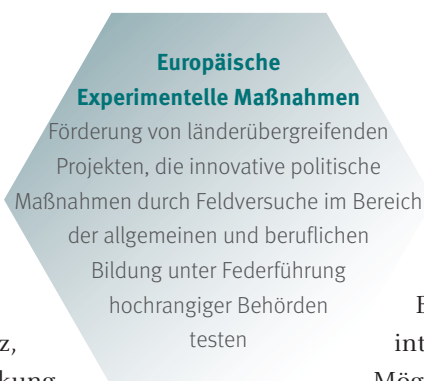 Europäische
Experimentelle Maßnahmen
Förderung von länderübergreifenden
Projekten, die innovative politische
Maßnahmen durch Feldversuche im Bereich
der allgemeinen und beruflichen
Bildung unter Federführung
hochrangiger Behörden
testen